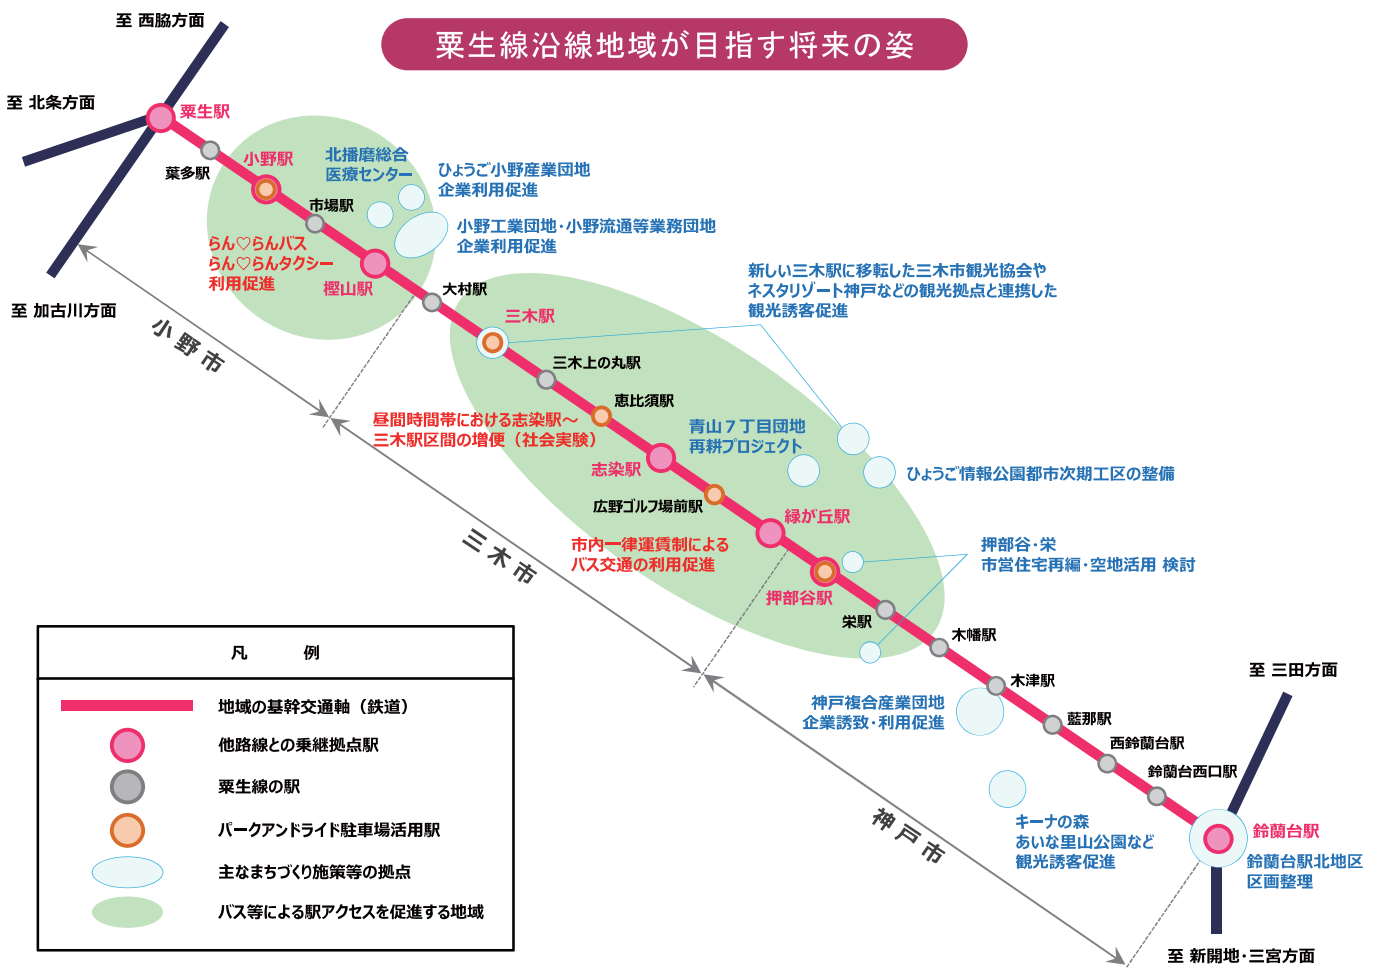 粟生線沿線地域が目指す将来の姿
至 西脇方面
至 北条方面
粟生駅
葉多駅
小野駅
北播磨総合
医療センター
ひょうご小野産業団地
企業利用促進
市場駅
小野工業団地・小野流通等業務団地
企業利用促進
らん♡らんバス
らん♡らんタクシー
利用促進
樫山駅
大村駅
至 加古川方面
小野市
新しい三木駅に移転した三木市観光協会や
ネスタリゾート神戸などの観光拠点と連携した
観光誘客促進
三木駅
三木上の丸駅
恵比須駅
昼間時間帯における志染駅～
三木駅区間の増便（社会実験）
青山７丁目団地
再耕プロジェクト
志染駅
ひょうご情報公園都市次期工区の整備
広野ゴルフ場前駅
緑が丘駅
市内一律運賃制による
バス交通の利用促進
押部谷・栄
市営住宅再編・空地活用 検討
三木市
押部谷駅
栄駅
木幡駅
木津駅
神戸複合産業団地
企業誘致・利用促進
藍那駅
西鈴蘭台駅
鈴蘭台西口駅
至 三田方面
キーナの森
あいな里山公園など
観光誘客促進
鈴蘭台駅
鈴蘭台駅北地区
区画整理
神戸市
至 新開地・三宮方面
凡　例
地域の基幹交通軸（鉄道）
他路線との乗継拠点駅
粟生線の駅
パークアンドライド駐車場活用駅
主なまちづくり施策等の拠点
バス等による駅アクセスを促進する地域